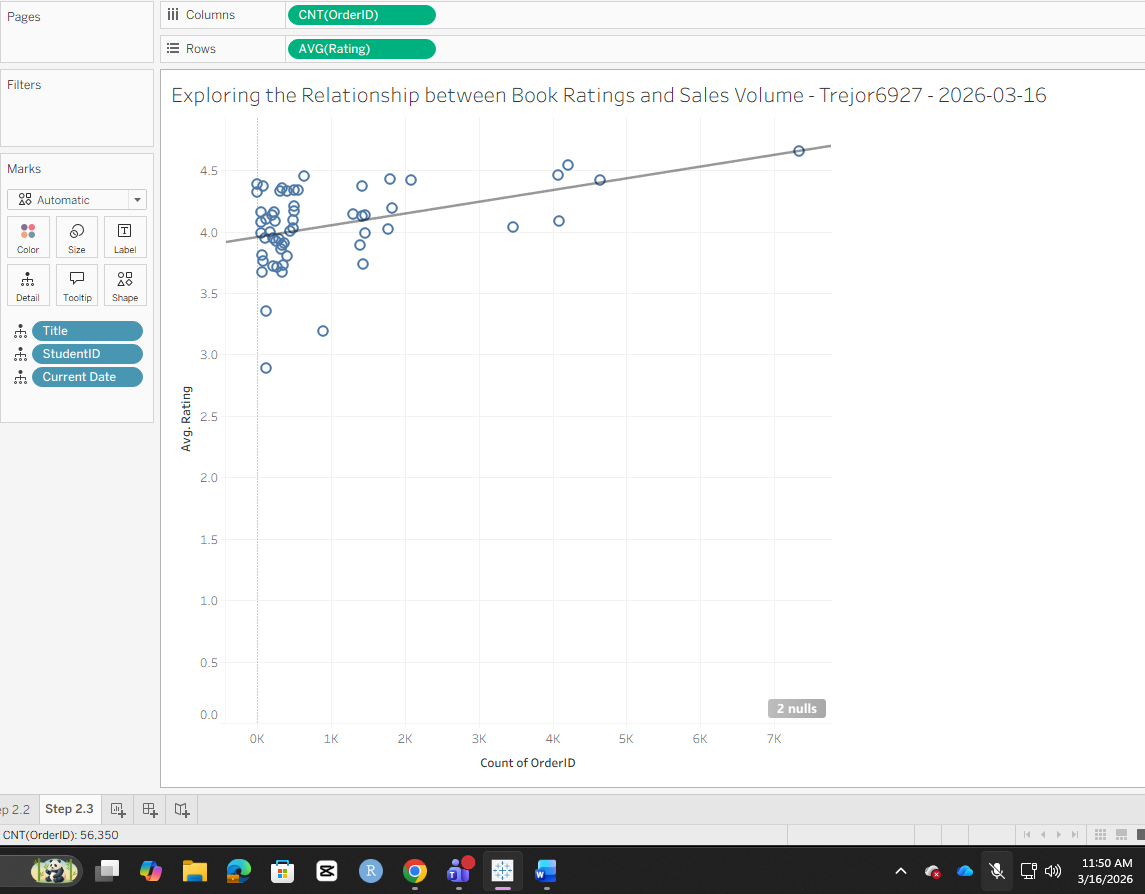 Pages
Columns
CNT(OrderID)
Rows
AVG(Rating)
Filters
Marks
Automatic
Color
Size
Label
Detail
Tooltip
Shape
Title
StudentID
Current Date
Exploring the Relationship between Book Ratings and Sales Volume - Trejor6927 - 2026-03-16
4.5
4.0
3.5
3.0
2.5
2.0
1.5
1.0
0.5
0.0
Avg. Rating
2 nulls
0K 1K 2K 3K 4K 5K 6K 7K
Count of OrderID
ep 2.2
Step 2.3
CNT(OrderID): 56,350
R
T
W
11:50 AM
3/16/2026